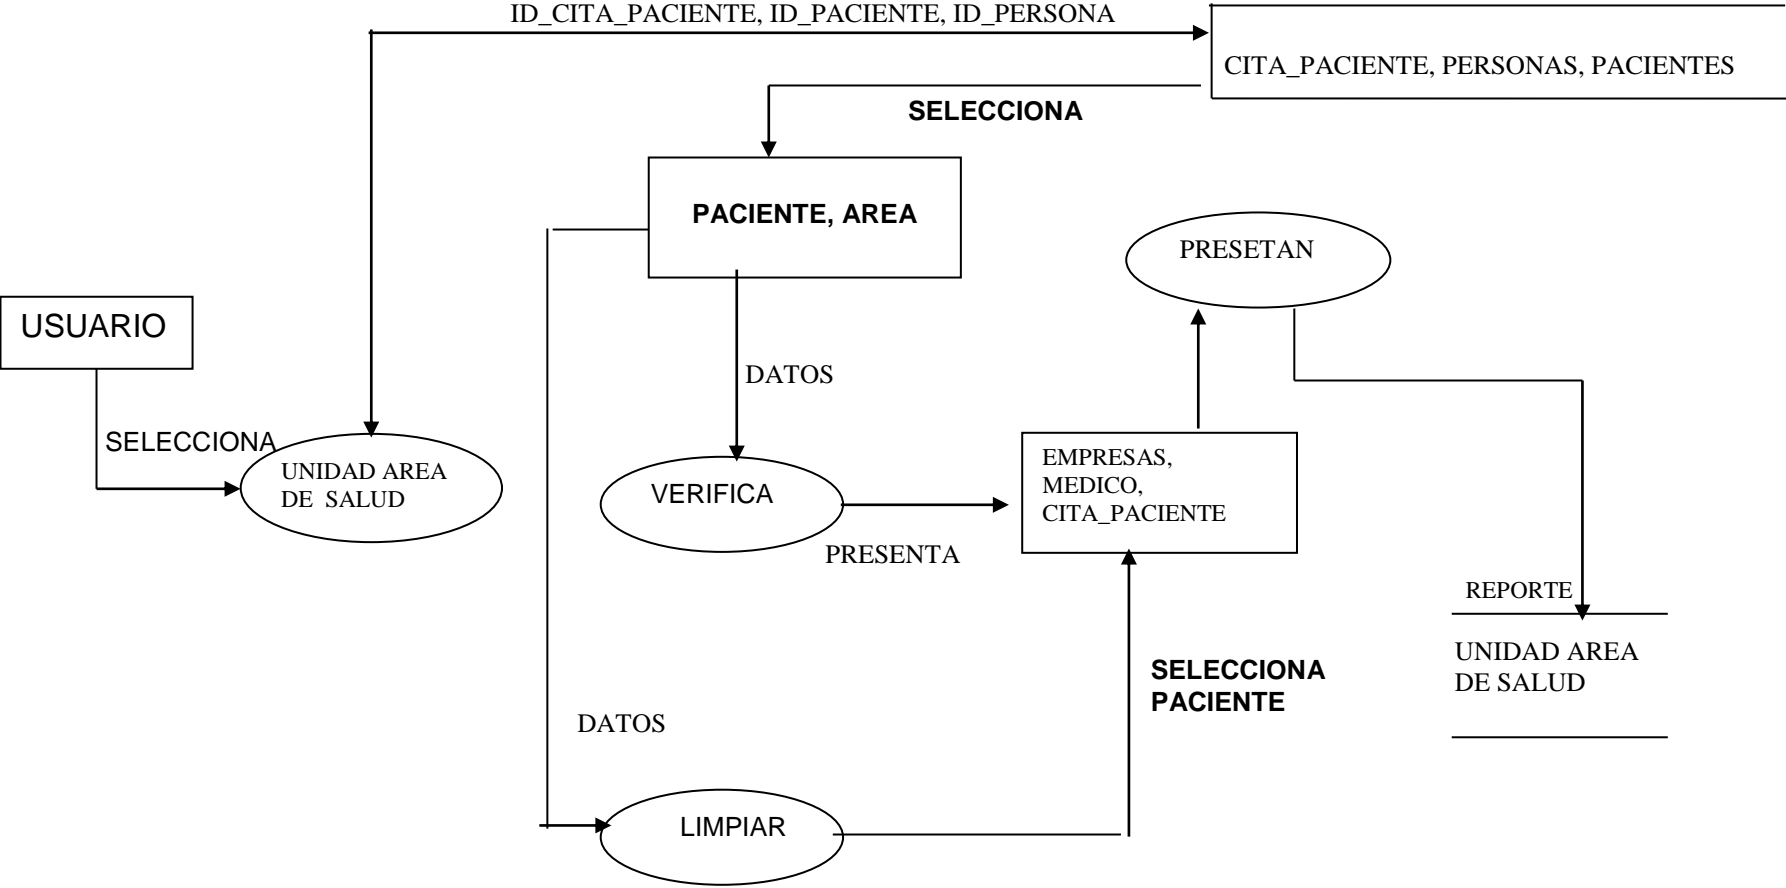 ID_CITA_PACIENTE, ID_PACIENTE, ID_PERSONA
CITA_PACIENTE, PERSONAS, PACIENTES
SELECCIONA
PACIENTE, AREA
PRESETAN
USUARIO
DATOS
SELECCIONA
UNIDAD AREA
DE SALUD
VERIFICA
EMPRESAS,
MEDICO,
CITA_PACIENTE
PRESENTA
REPORTE
UNIDAD AREA
DE SALUD
SELECCIONA
PACIENTE
DATOS
LIMPIAR